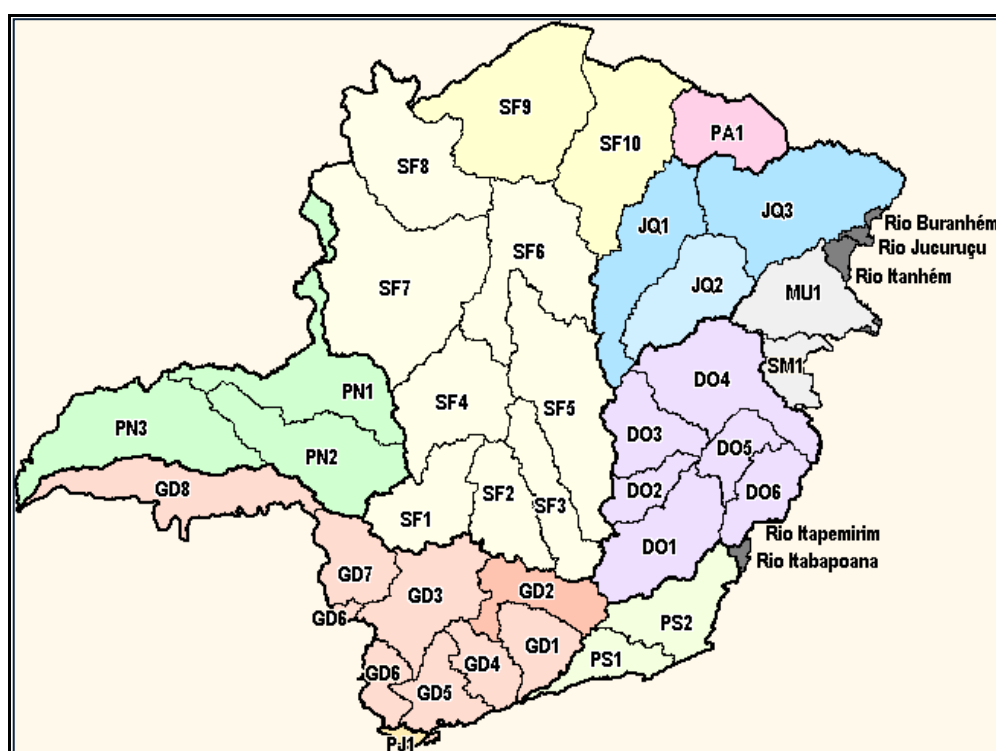 SF9
SF10
PA1
SF8
JQ3
JQ1
Rio Buranhém
Rio Jucuruçu
SF6
Rio Itanhém
SF7
JQ2
MU1
SM1
DO4
PN1
SF4
SF5
PN3
DO3
DO5
PN2
GD8
DO2
DO6
SF2
SF3
SF1
Rio Itapemirim
DO1
Rio Itabapoana
GD7
GD3
GD2
GD6
PS2
GD1
PS1
GD4
GD6
GD5
PJ1